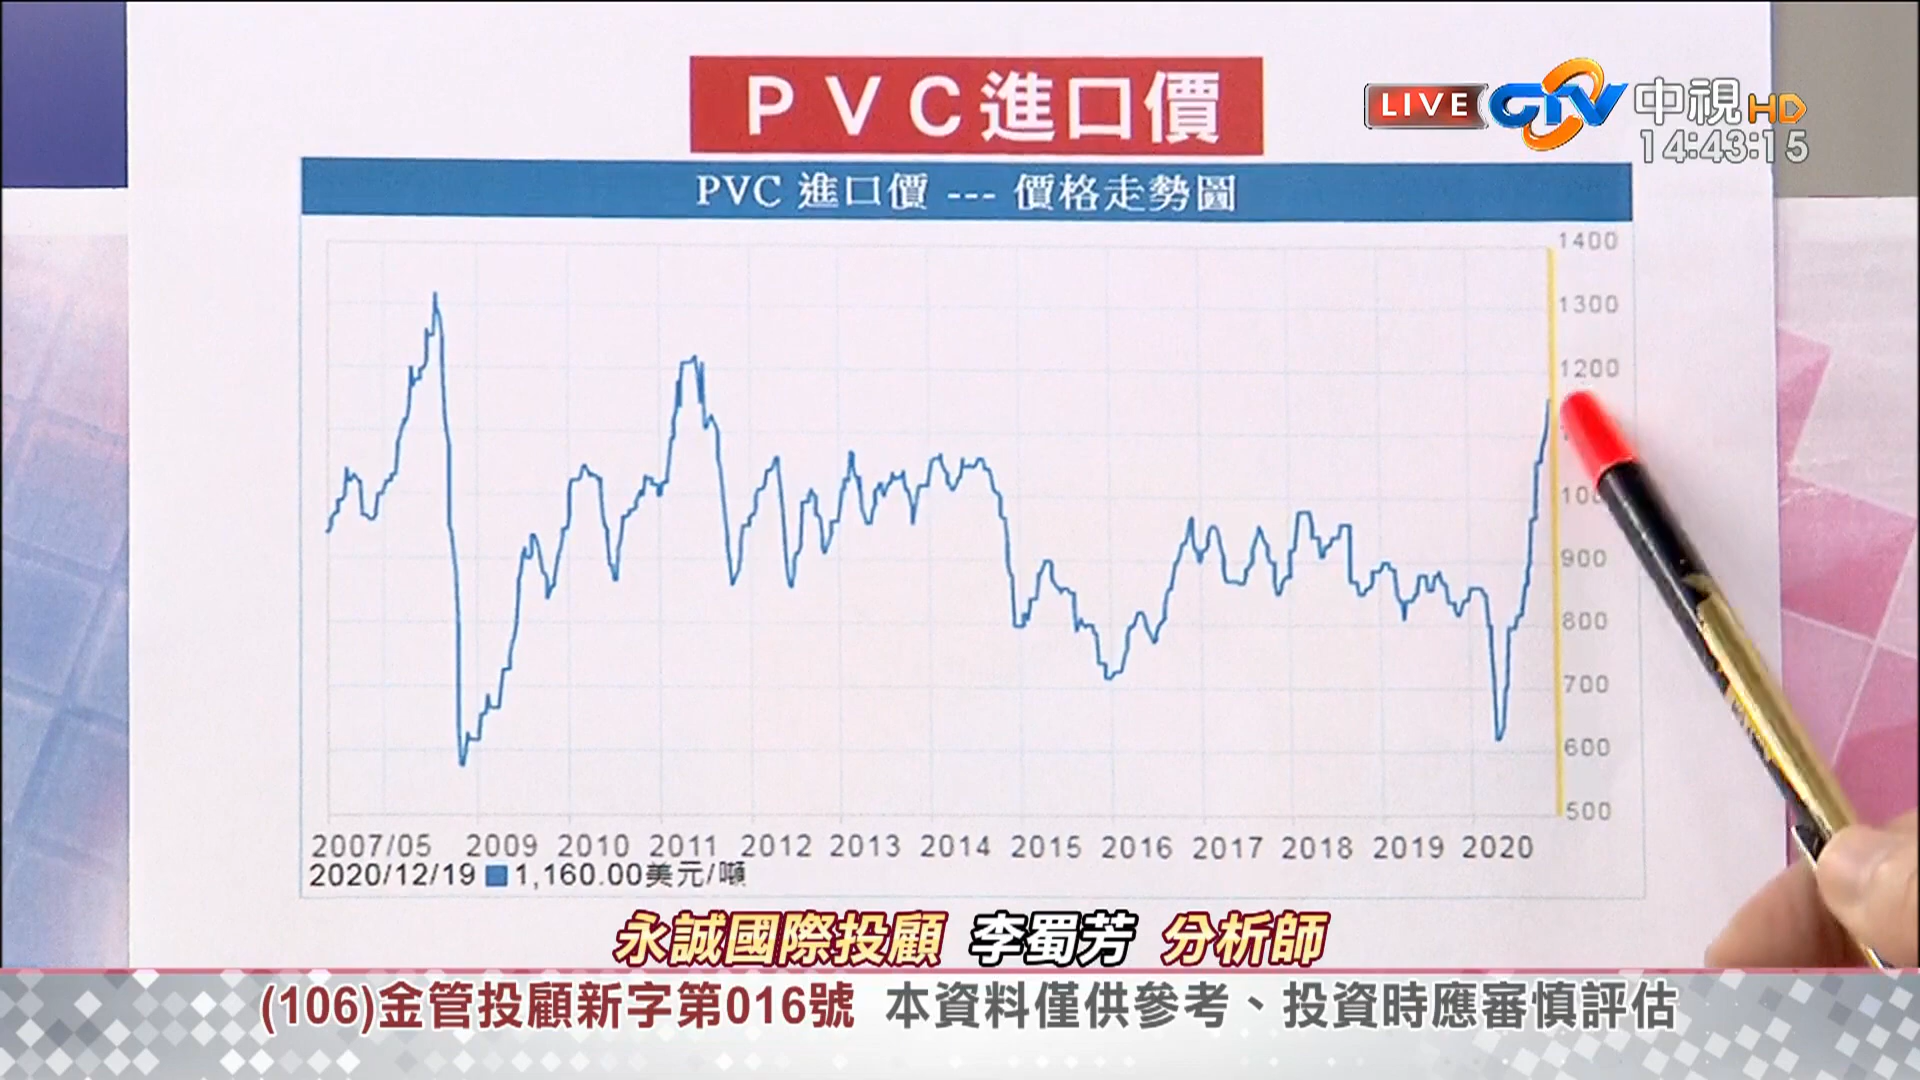 PVC進口價
LIVE CTV 中視HD
14:43:15
PVC 進口價 --- 價格走勢圖
1400
1300
1200
900
800
700
600
500
2007/05 2009 2010 2011 2012 2013 2014 2015 2016 2017 2018 2019 2020
2020/12/19 1,160.00美元/噸
永誠國際投顧 李蜀芳 分析師
(106)金管投顧新字第016號 本資料僅供參考、投資時應審慎評估